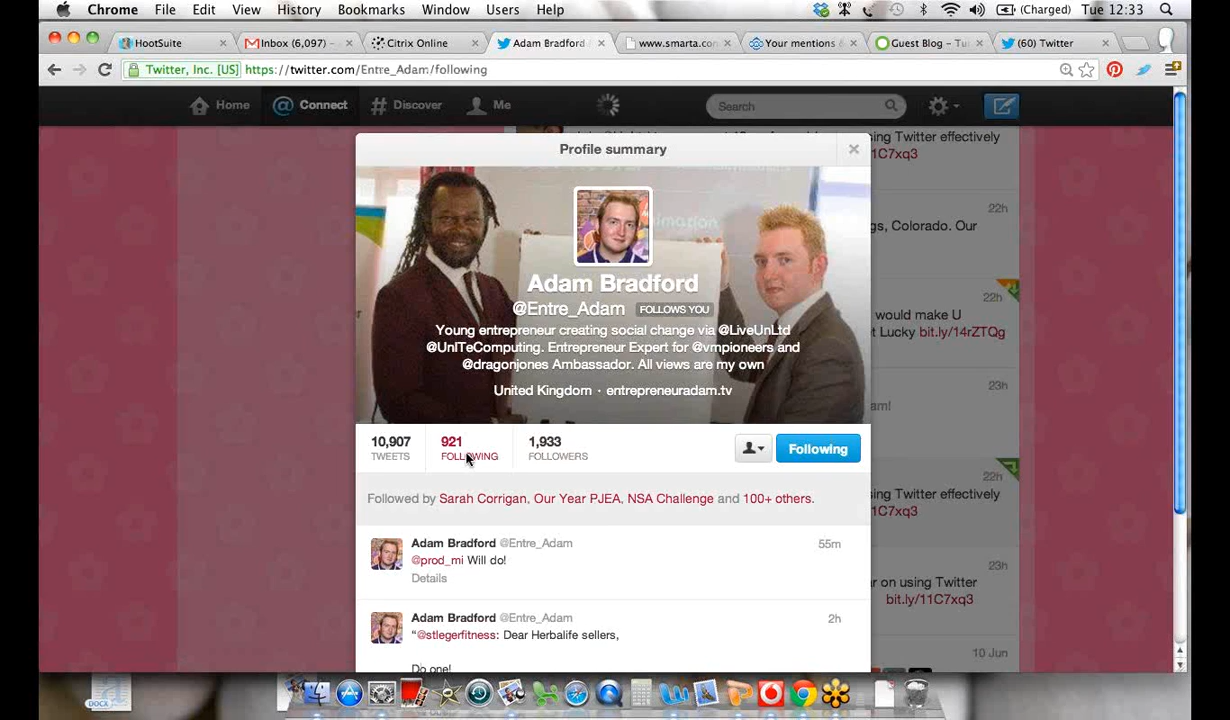 Chrome File Edit View History Bookmarks Window Users Help (Charged) Tue 12:33
HootSuite Inbox (6,097) - Citrix Online Adam Bradford www.smarta.con Your mentions Guest Blog - Tu (60) Twitter
Twitter, Inc. [US] https://twitter.com/Entre_Adam/following
Home Connect Discover Me Search
Profile summary
using Twitter effectively
11C7xq3
22h
gs, Colorado. Our
22h
would make U
t Lucky bit.ly/14rZTQg
23h
am!
22h
sing Twitter effectively
11C7xq3
23h
ar on using Twitter
bit.ly/11C7xq3
10 Jun
Adam Bradford
@Entre_Adam FOLLOWS YOU
Young entrepreneur creating social change via @LiveUnLtd
@UnITeComputing. Entrepreneur Expert for @vmpioneers and
@dragonjones Ambassador. All views are my own
United Kingdom · entrepreneuradam.tv
10,907 921 1,933
TWEETS FOLLOWING FOLLOWERS
Following
Followed by Sarah Corrigan, Our Year PJEA, NSA Challenge and 100+ others.
Adam Bradford @Entre_Adam 55m
@prod_mi Will do!
Details
Adam Bradford @Entre_Adam 2h
“@stlegerfitness: Dear Herbalife sellers,
Do one!
DOCX